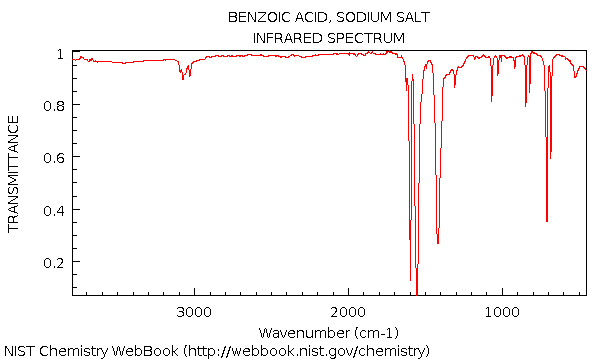 BENZOIC ACID, SODIUM SALT
INFRARED SPECTRUM
TRANSMITTANCE
1
0.8
0.6
0.4
0.2
3000 2000 1000
Wavenumber (cm-1)
NIST Chemistry WebBook (http://webbook.nist.gov/chemistry)